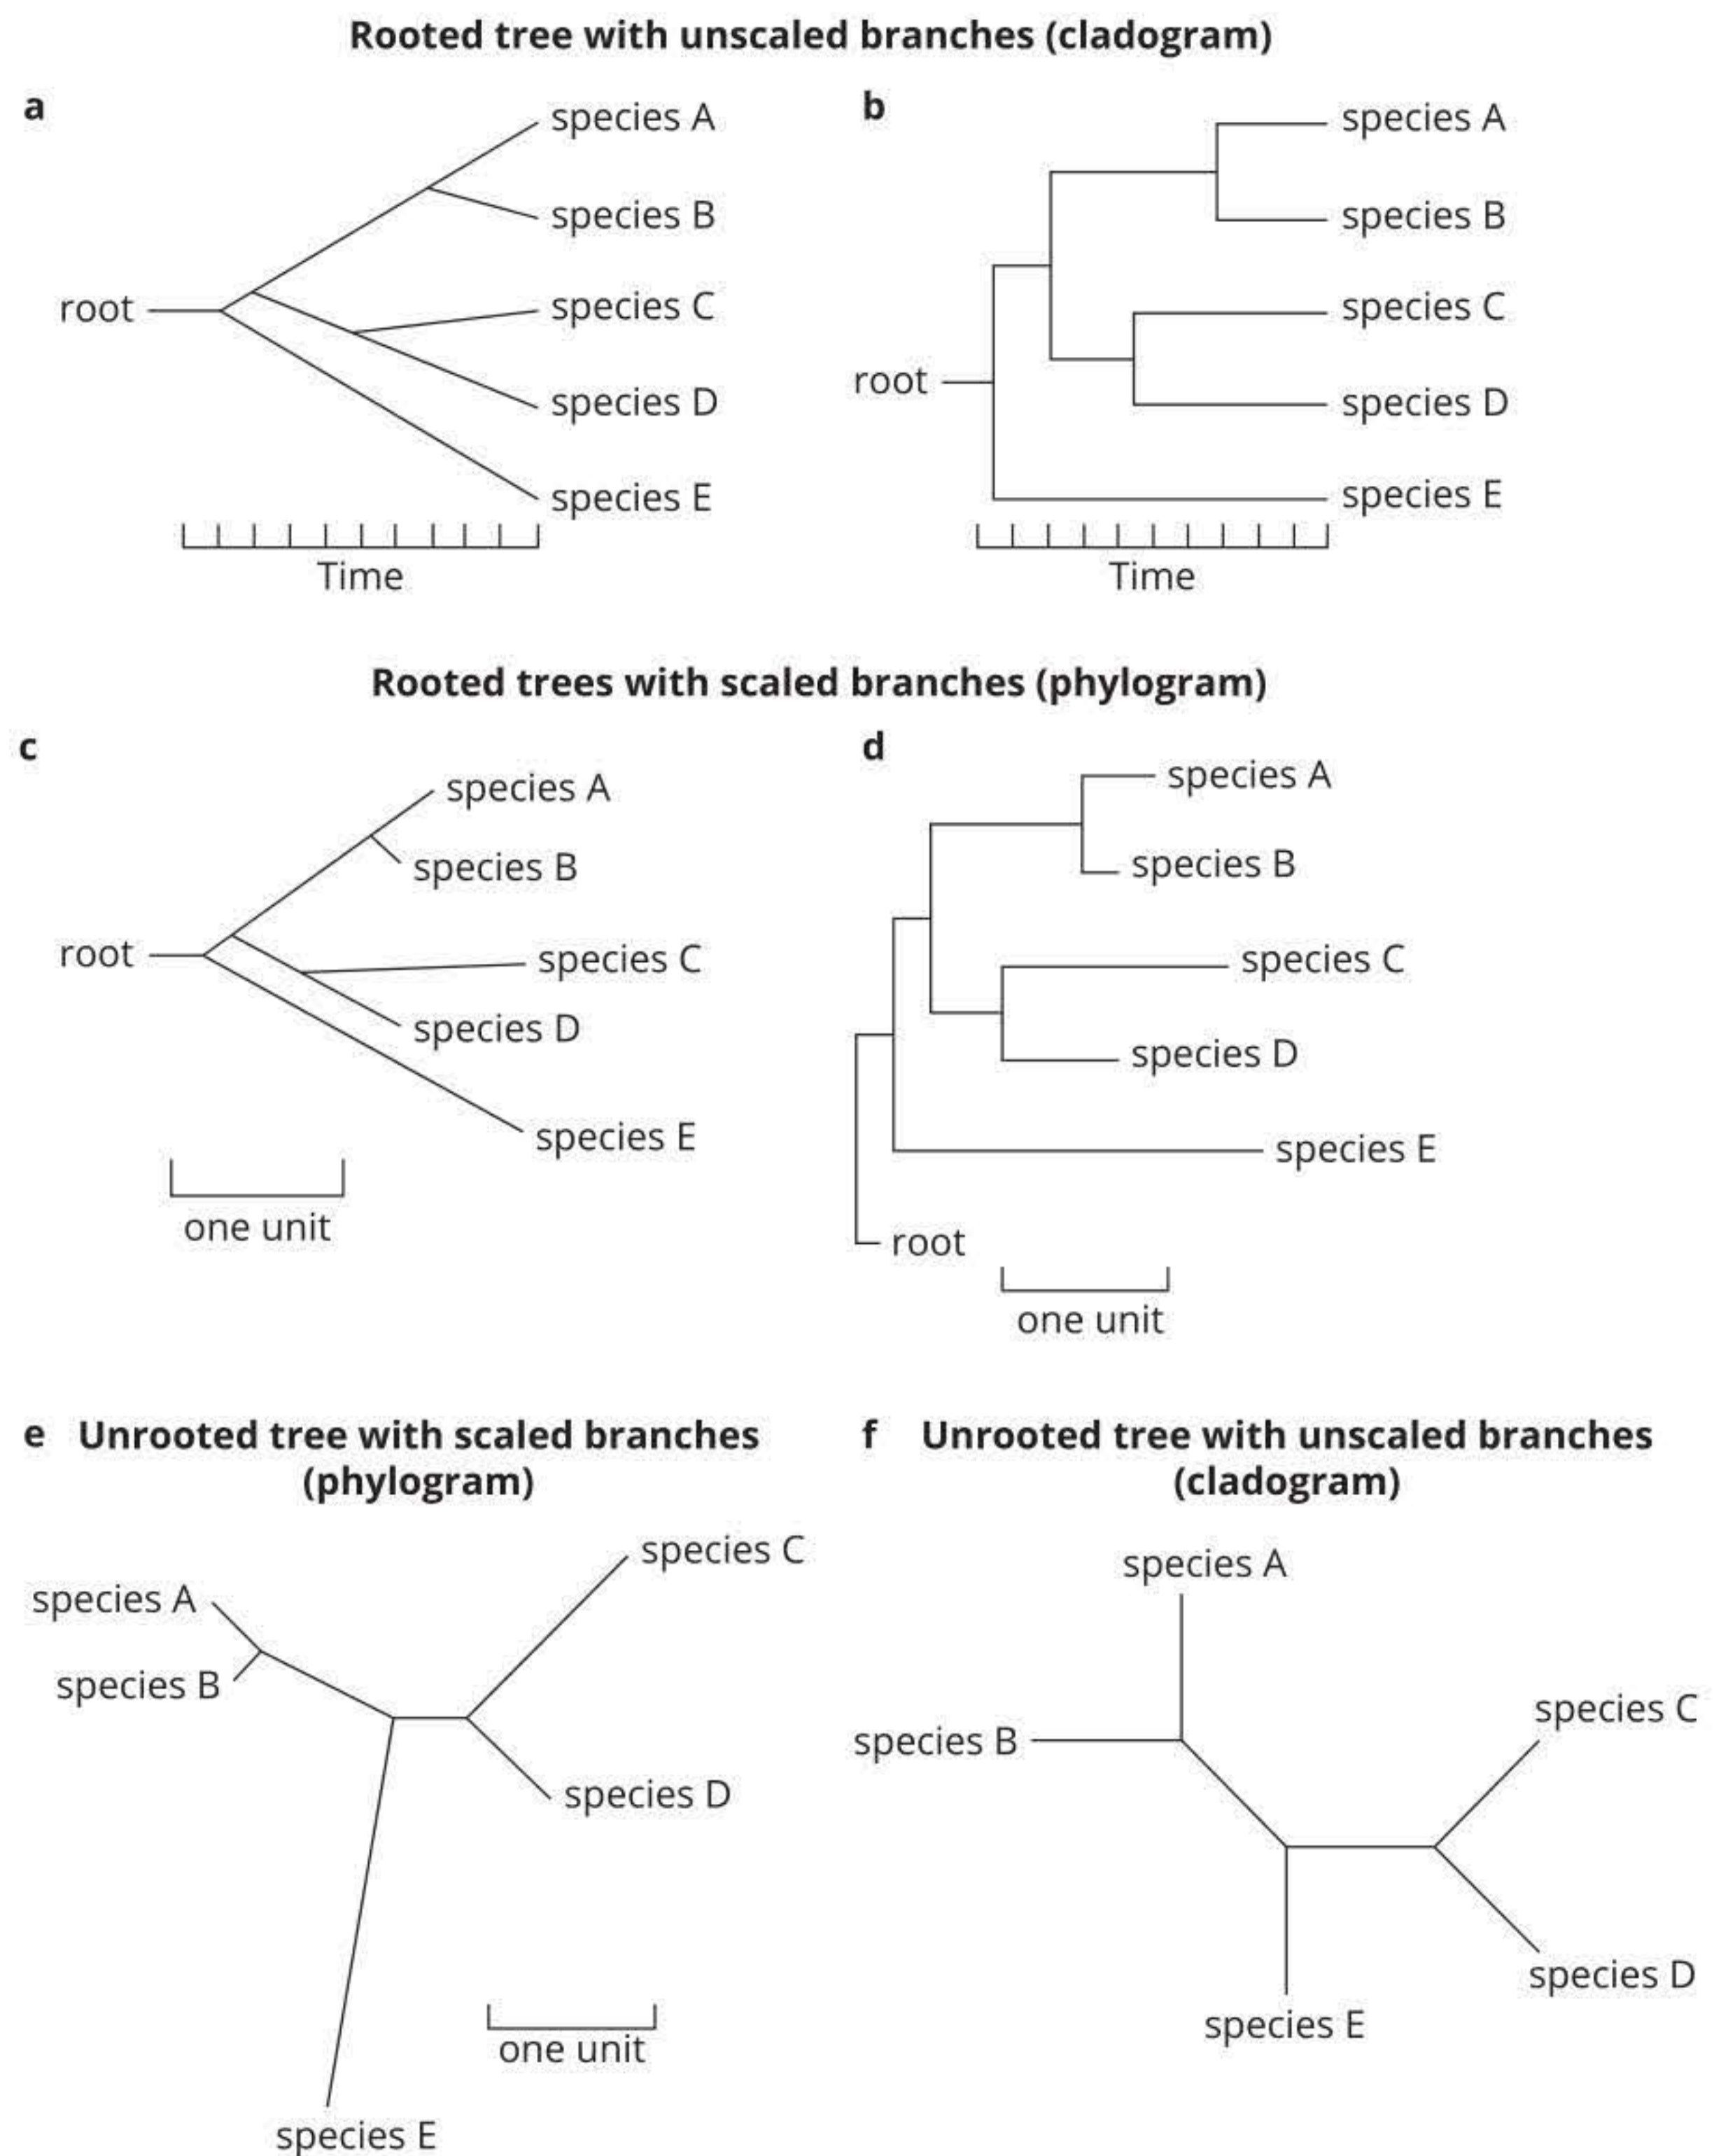 Rooted tree with unscaled branches (cladogram)
a
species A
species B
species C
species D
species E
root
Time
b
species A
species B
species C
species D
species E
root
Time
Rooted trees with scaled branches (phylogram)
c
species A
species B
species C
species D
species E
root
one unit
d
species A
species B
species C
species D
species E
root
one unit
e Unrooted tree with scaled branches
(phylogram)
species C
species A
species B
species D
one unit
species E
f Unrooted tree with unscaled branches
(cladogram)
species A
species C
species B
species D
species E